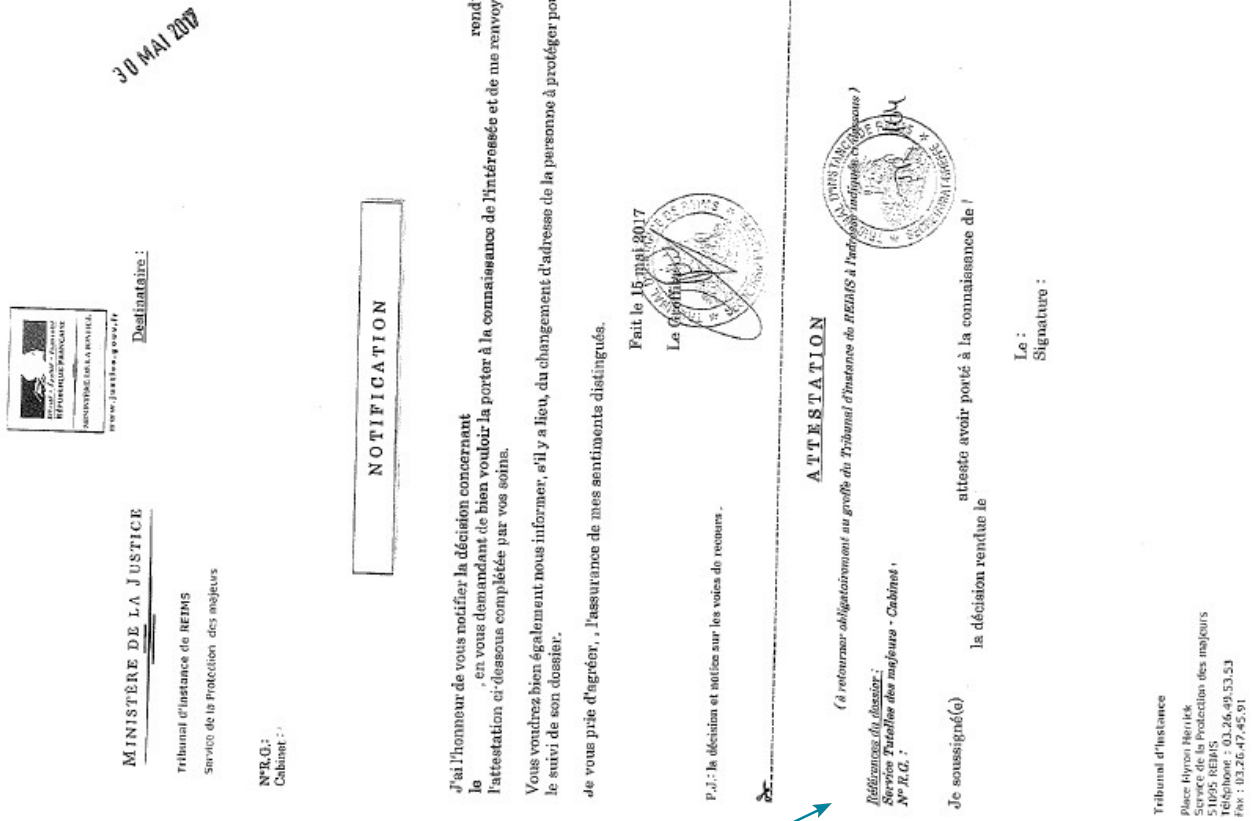 30 MAI 2017
RÉPUBLIQUE FRANÇAISE
MINISTÈRE DE LA JUSTICE
www.justice.gouv.fr
Destinataire :
MINISTÈRE DE LA JUSTICE
Tribunal d'Instance de REIMS
Service de la Protection des majeurs
N°R.G.:
Cabinet :
NOTIFICATION
J'ai l'honneur de vous notifier la décision concernant
le , en vous demandant de bien vouloir la porter à la connaissance de l'intéressée et de me
l'attestation ci-dessous complétée par vos soins.
Vous voudrez bien également nous informer, s'il y a lieu, du changement d'adresse de la personne à protéger
le suivi de son dossier.
Je vous prie d'agréer, , l'assurance de mes sentiments distingués.
Fait le 15 mai 2017
Le Greffier
P.J.: la décision et notice sur les voies de recours .
ATTESTATION
( à retourner obligatoirement au greffe du Tribunal d'instance de REIMS à l'adresse indiquée ci-dessous )
TRIBUNAL D'INSTANCE DE REIMS
Références du dossier :
Service Tutelles des majeurs - Cabinet :
N° R.G. :
Je soussigné(e) atteste avoir porté à la connaissance de
la décision rendue le
Le :
Signature :
Tribunal d'Instance
Place Myron Herrick
Service de la Protection des majeurs
51095 REIMS
Téléphone : 03.26.49.53.53
Fax : 03.26.47.45.91